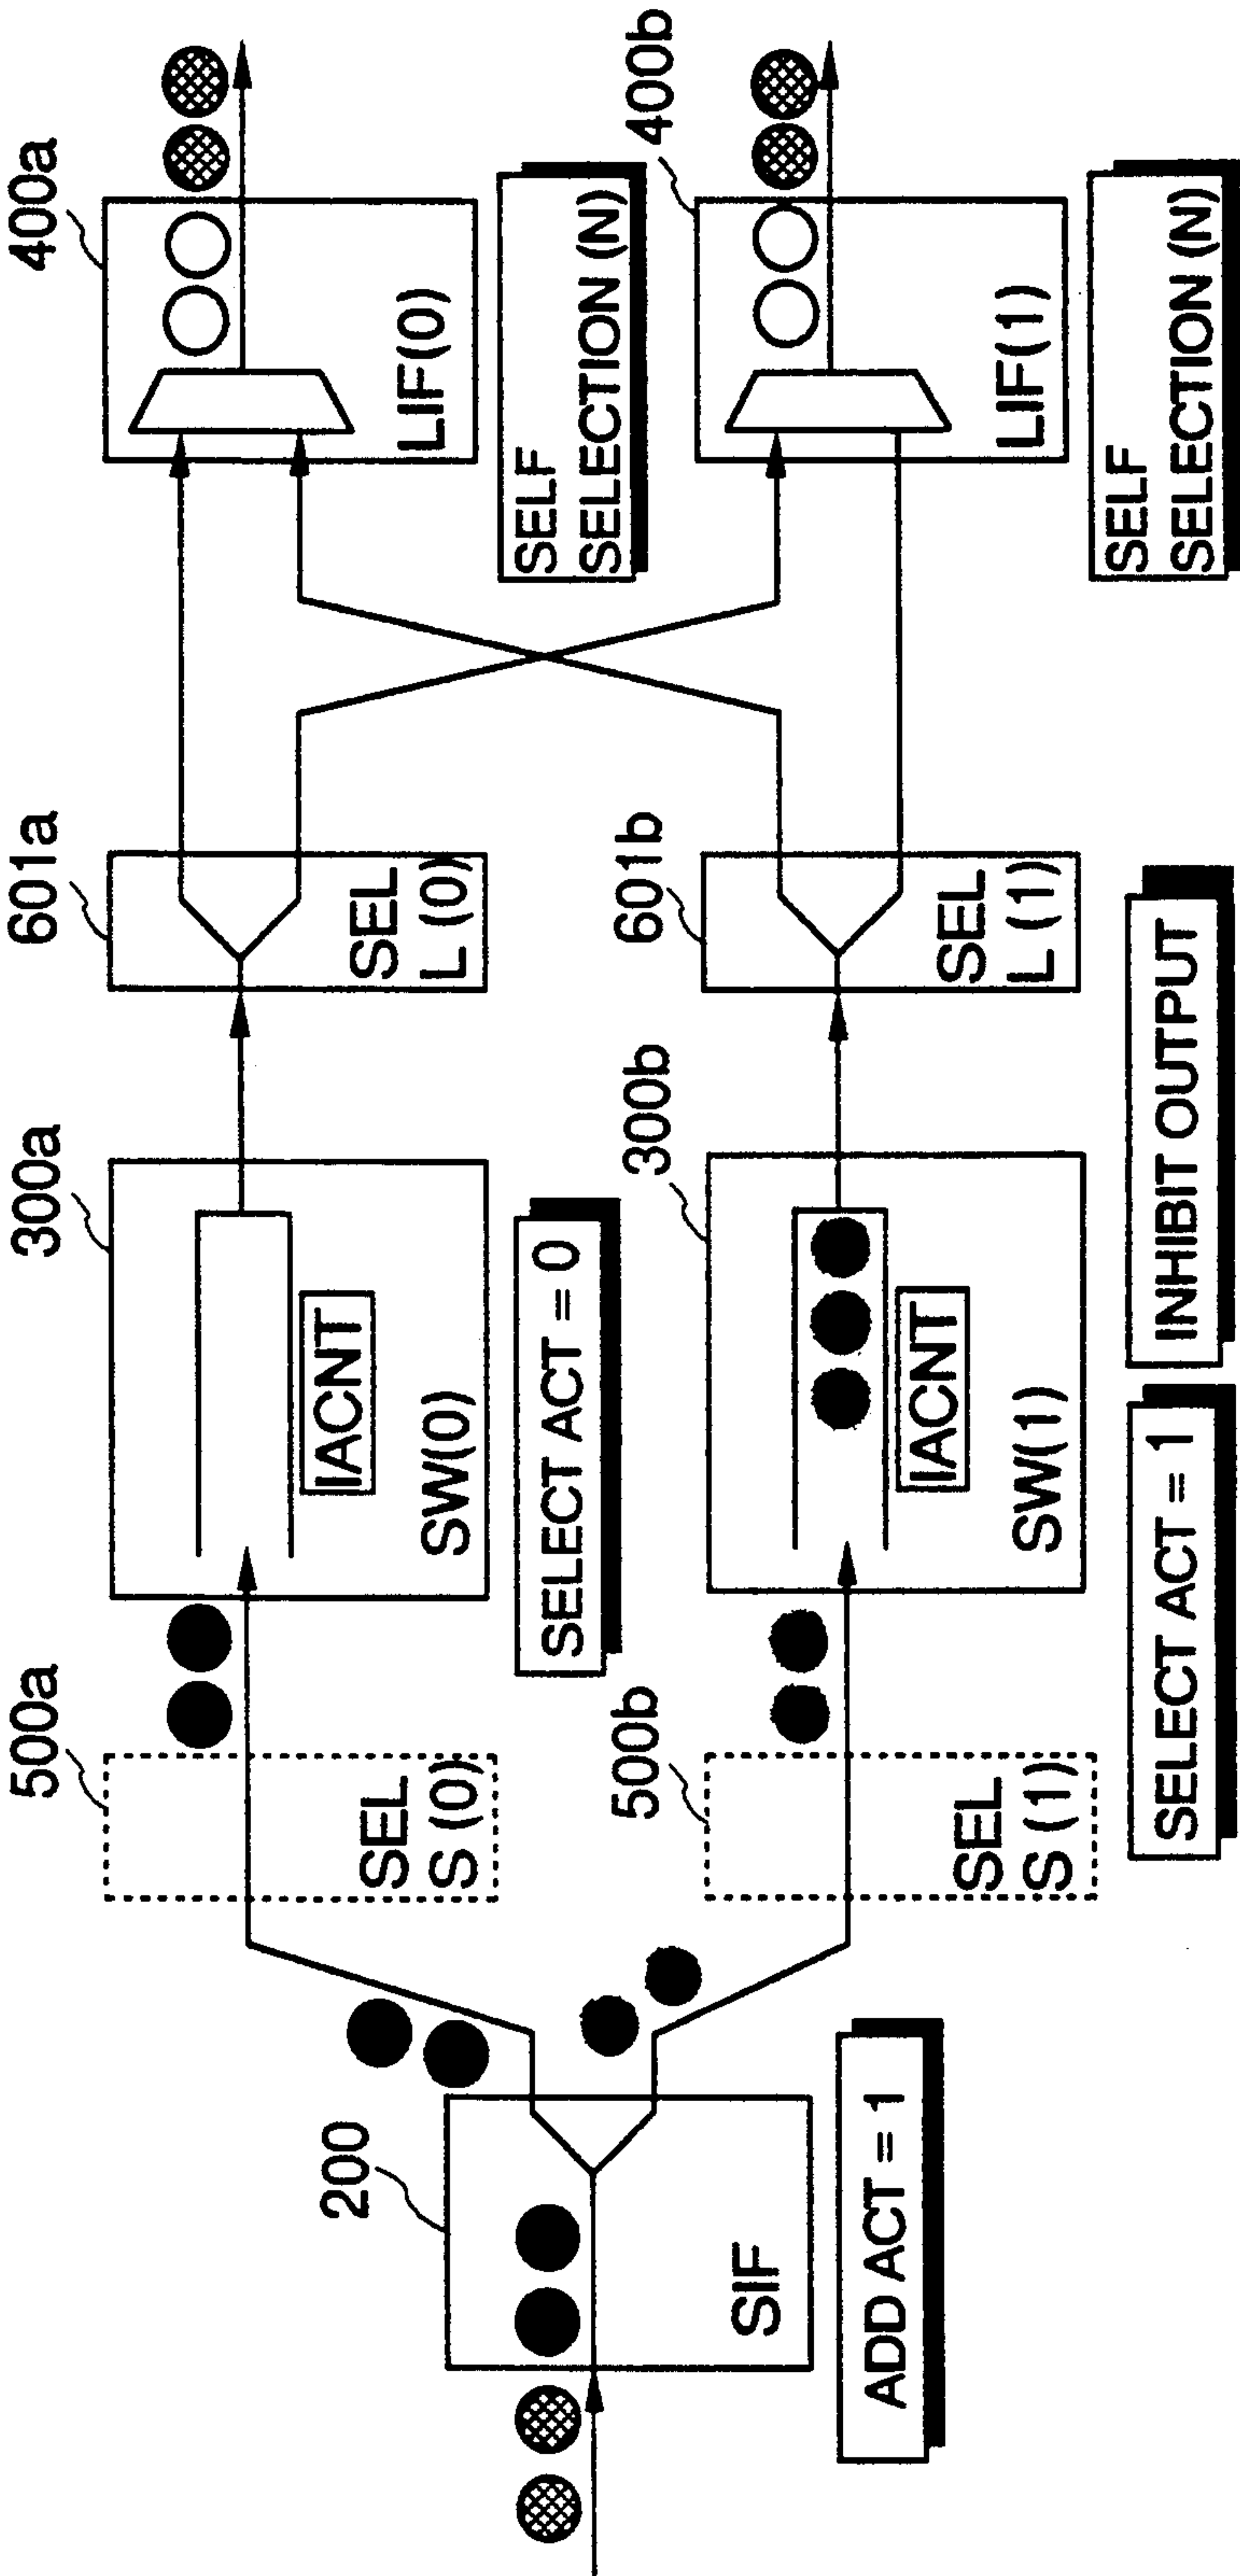 200
SIF
ADD ACT = 1
500a
SEL
S (0)
500b
SEL
S (1)
300a
IACNT
SW(0)
SELECT ACT = 0
300b
IACNT
SW(1)
SELECT ACT = 1
INHIBIT OUTPUT
601a
SEL
L (0)
601b
SEL
L (1)
400a
LIF(0)
SELF
SELECTION (N)
400b
LIF(1)
SELF
SELECTION (N)